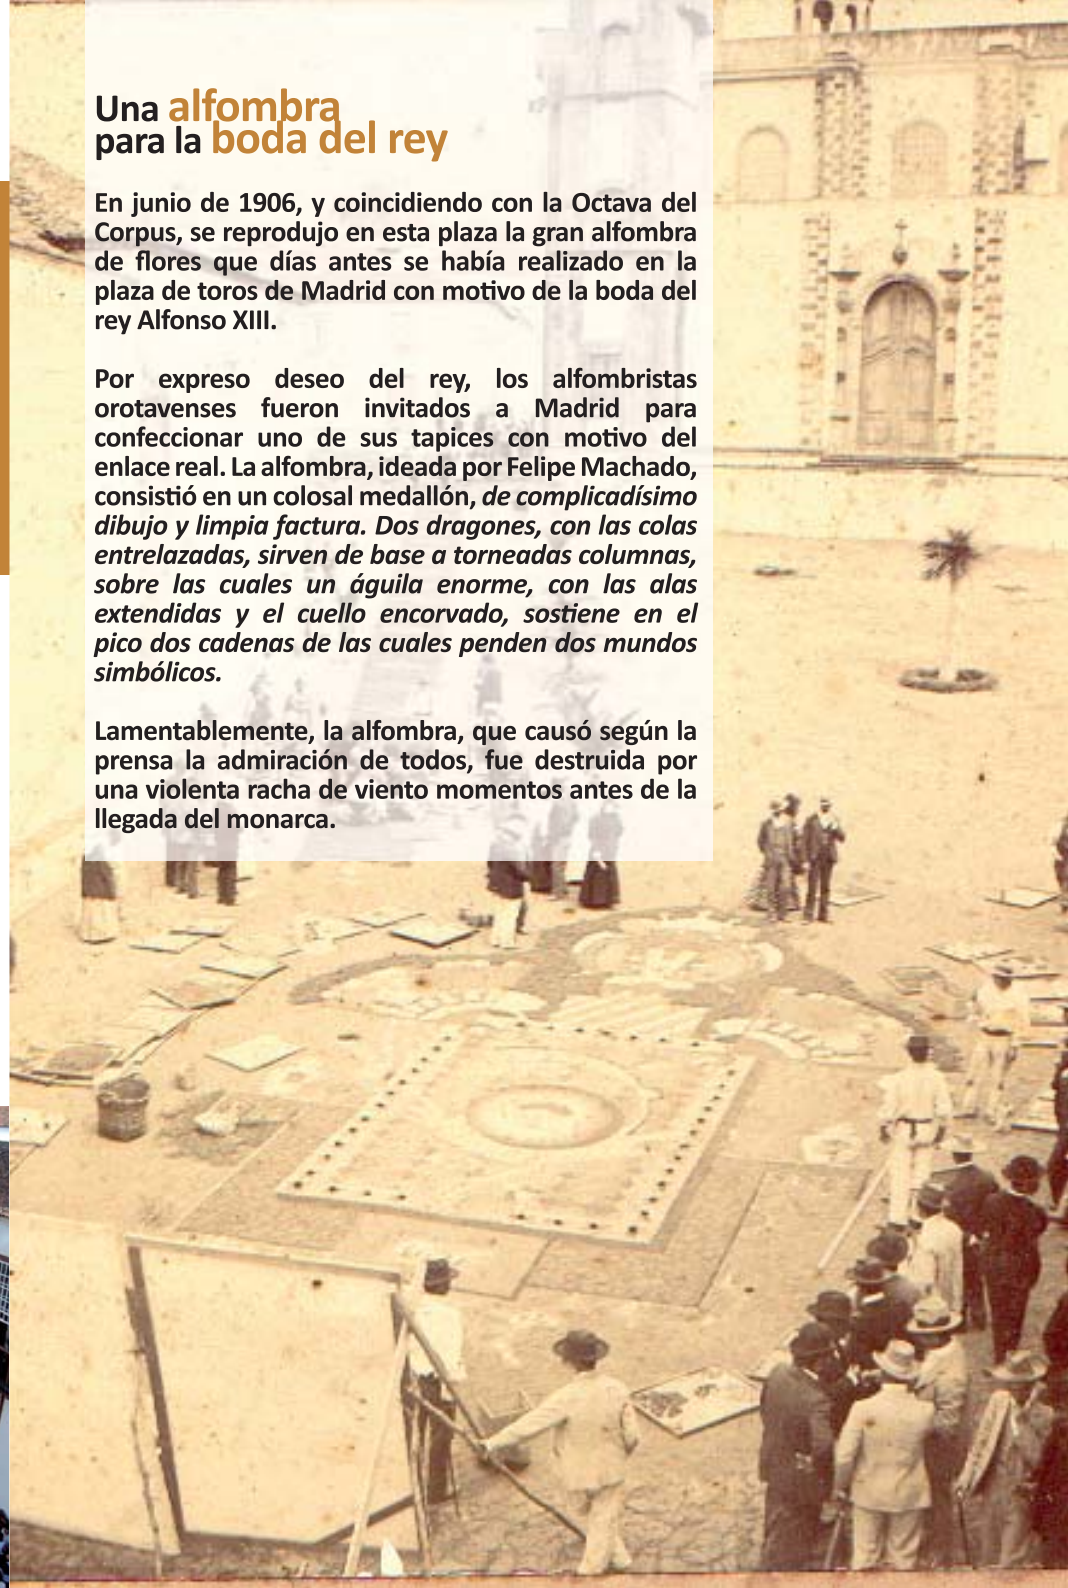 Una alfombra
para la boda del rey
En junio de 1906, y coincidiendo con la Octava del
Corpus, se reprodujo en esta plaza la gran alfombra
de flores que días antes se había realizado en la
plaza de toros de Madrid con motivo de la boda del
rey Alfonso XIII.
Por expreso deseo del rey, los alfombristas
orotavenses fueron invitados a Madrid para
confeccionar uno de sus tapices con motivo del
enlace real. La alfombra, ideada por Felipe Machado,
consistió en un colosal medallón, de complicadísimo
dibujo y limpia factura. Dos dragones, con las colas
entrelazadas, sirven de base a torneadas columnas,
sobre las cuales un águila enorme, con las alas
extendidas y el cuello encorvado, sostiene en el
pico dos cadenas de las cuales penden dos mundos
simbólicos.
Lamentablemente, la alfombra, que causó según la
prensa la admiración de todos, fue destruida por
una violenta racha de viento momentos antes de la
llegada del monarca.